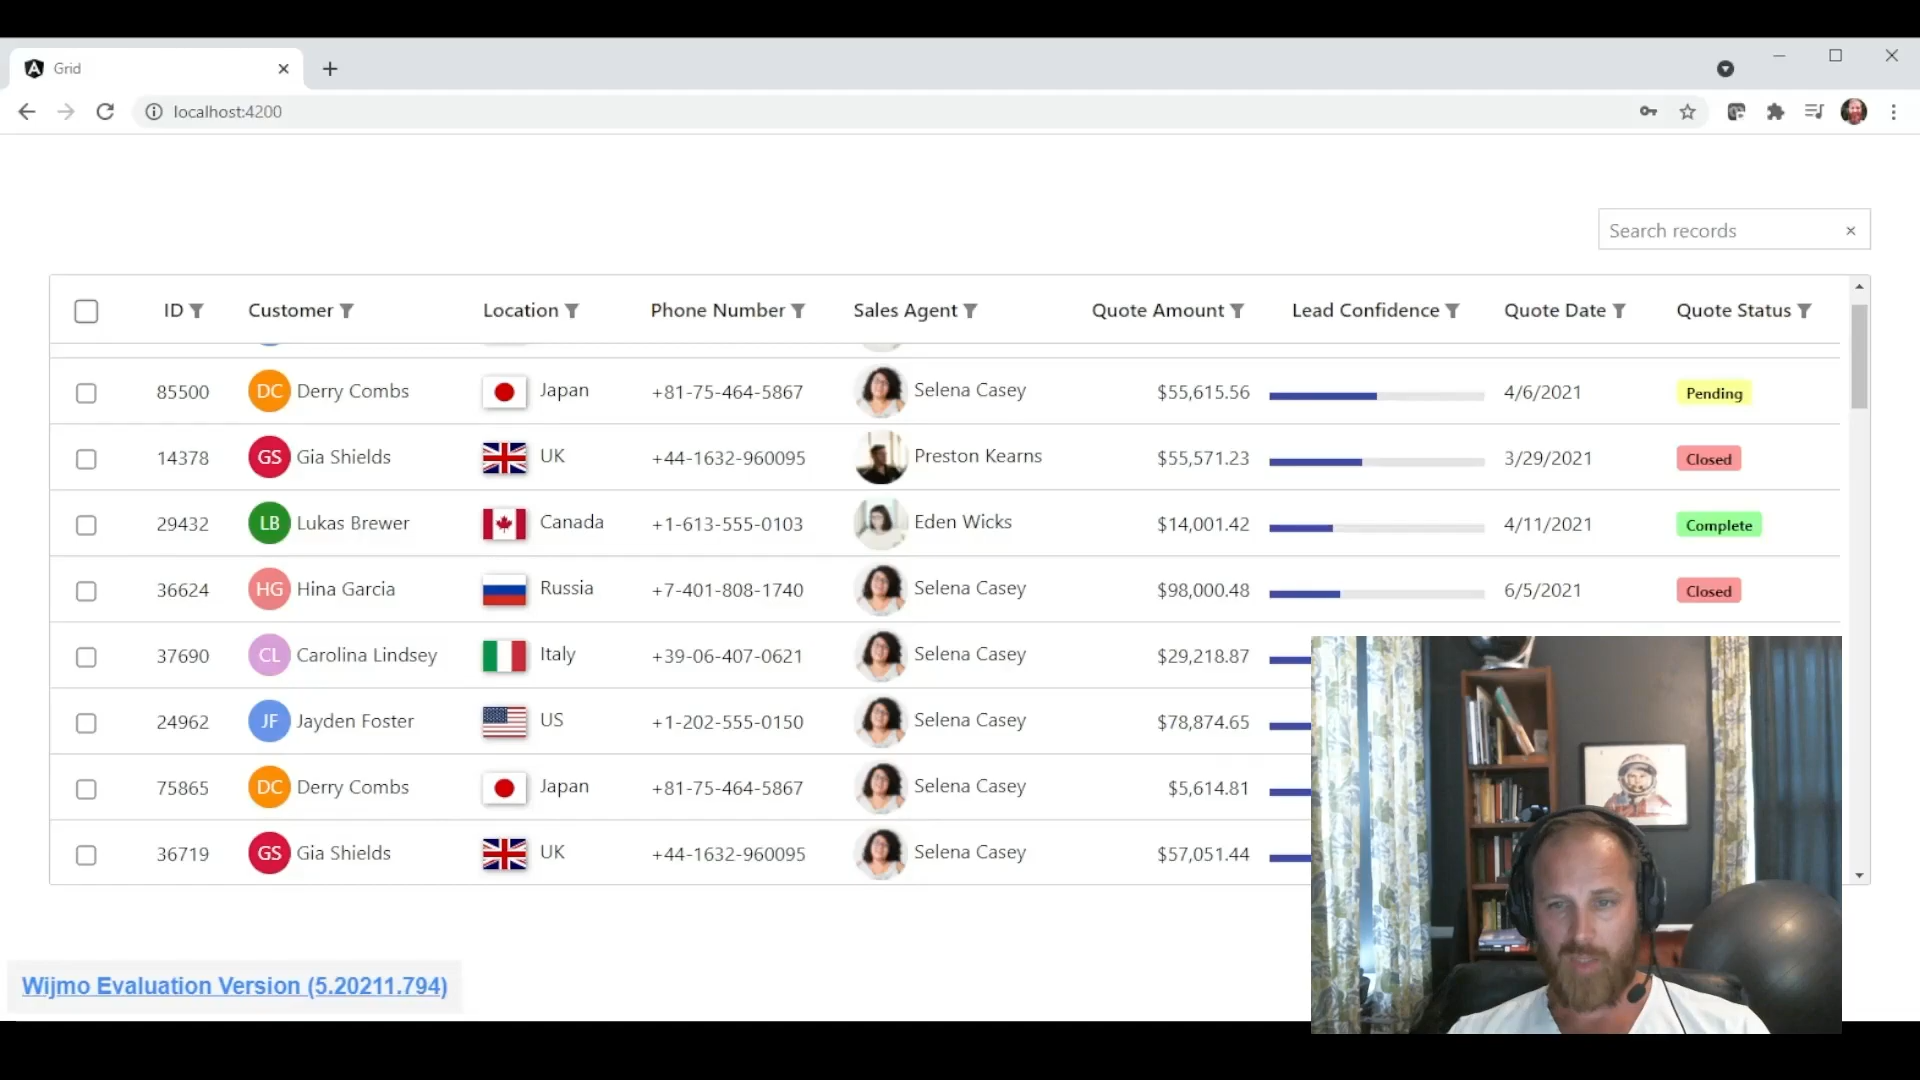 Grid
localhost:4200
Search records
ID Customer Location Phone Number Sales Agent Quote Amount Lead Confidence Quote Date Quote Status
85500 DC Derry Combs Japan +81-75-464-5867 Selena Casey $55,615.56 4/6/2021 Pending
14378 GS Gia Shields UK +44-1632-960095 Preston Kearns $55,571.23 3/29/2021 Closed
29432 LB Lukas Brewer Canada +1-613-555-0103 Eden Wicks $14,001.42 4/11/2021 Complete
36624 HG Hina Garcia Russia +7-401-808-1740 Selena Casey $98,000.48 6/5/2021 Closed
37690 CL Carolina Lindsey Italy +39-06-407-0621 Selena Casey $29,218.87
24962 JF Jayden Foster US +1-202-555-0150 Selena Casey $78,874.65
75865 DC Derry Combs Japan +81-75-464-5867 Selena Casey $5,614.81
36719 GS Gia Shields UK +44-1632-960095 Selena Casey $57,051.44
Wijmo Evaluation Version (5.20211.794)